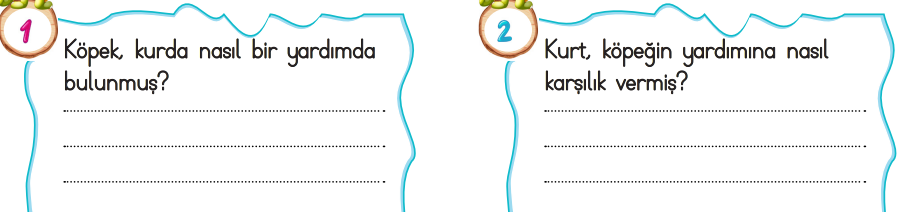 1
Köpek, kurda nasıl bir yardımda
bulunmuş?
2
Kurt, köpeğin yardımına nasıl
karşılık vermiş?